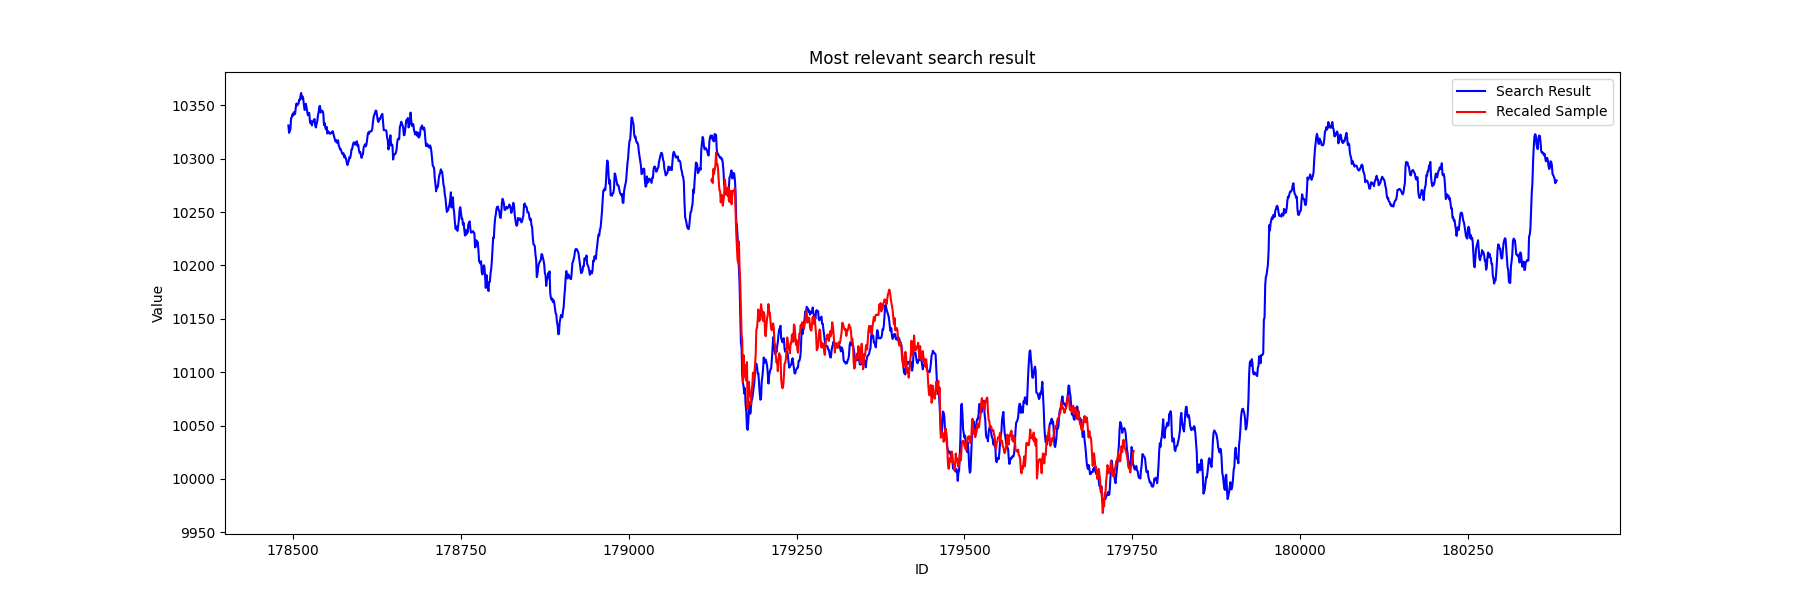 Most relevant search result
Search Result
Recaled Sample
10350
10300
10250
10200
10150
10100
10050
10000
9950
Value
178500 178750 179000 179250 179500 179750 180000 180250
ID